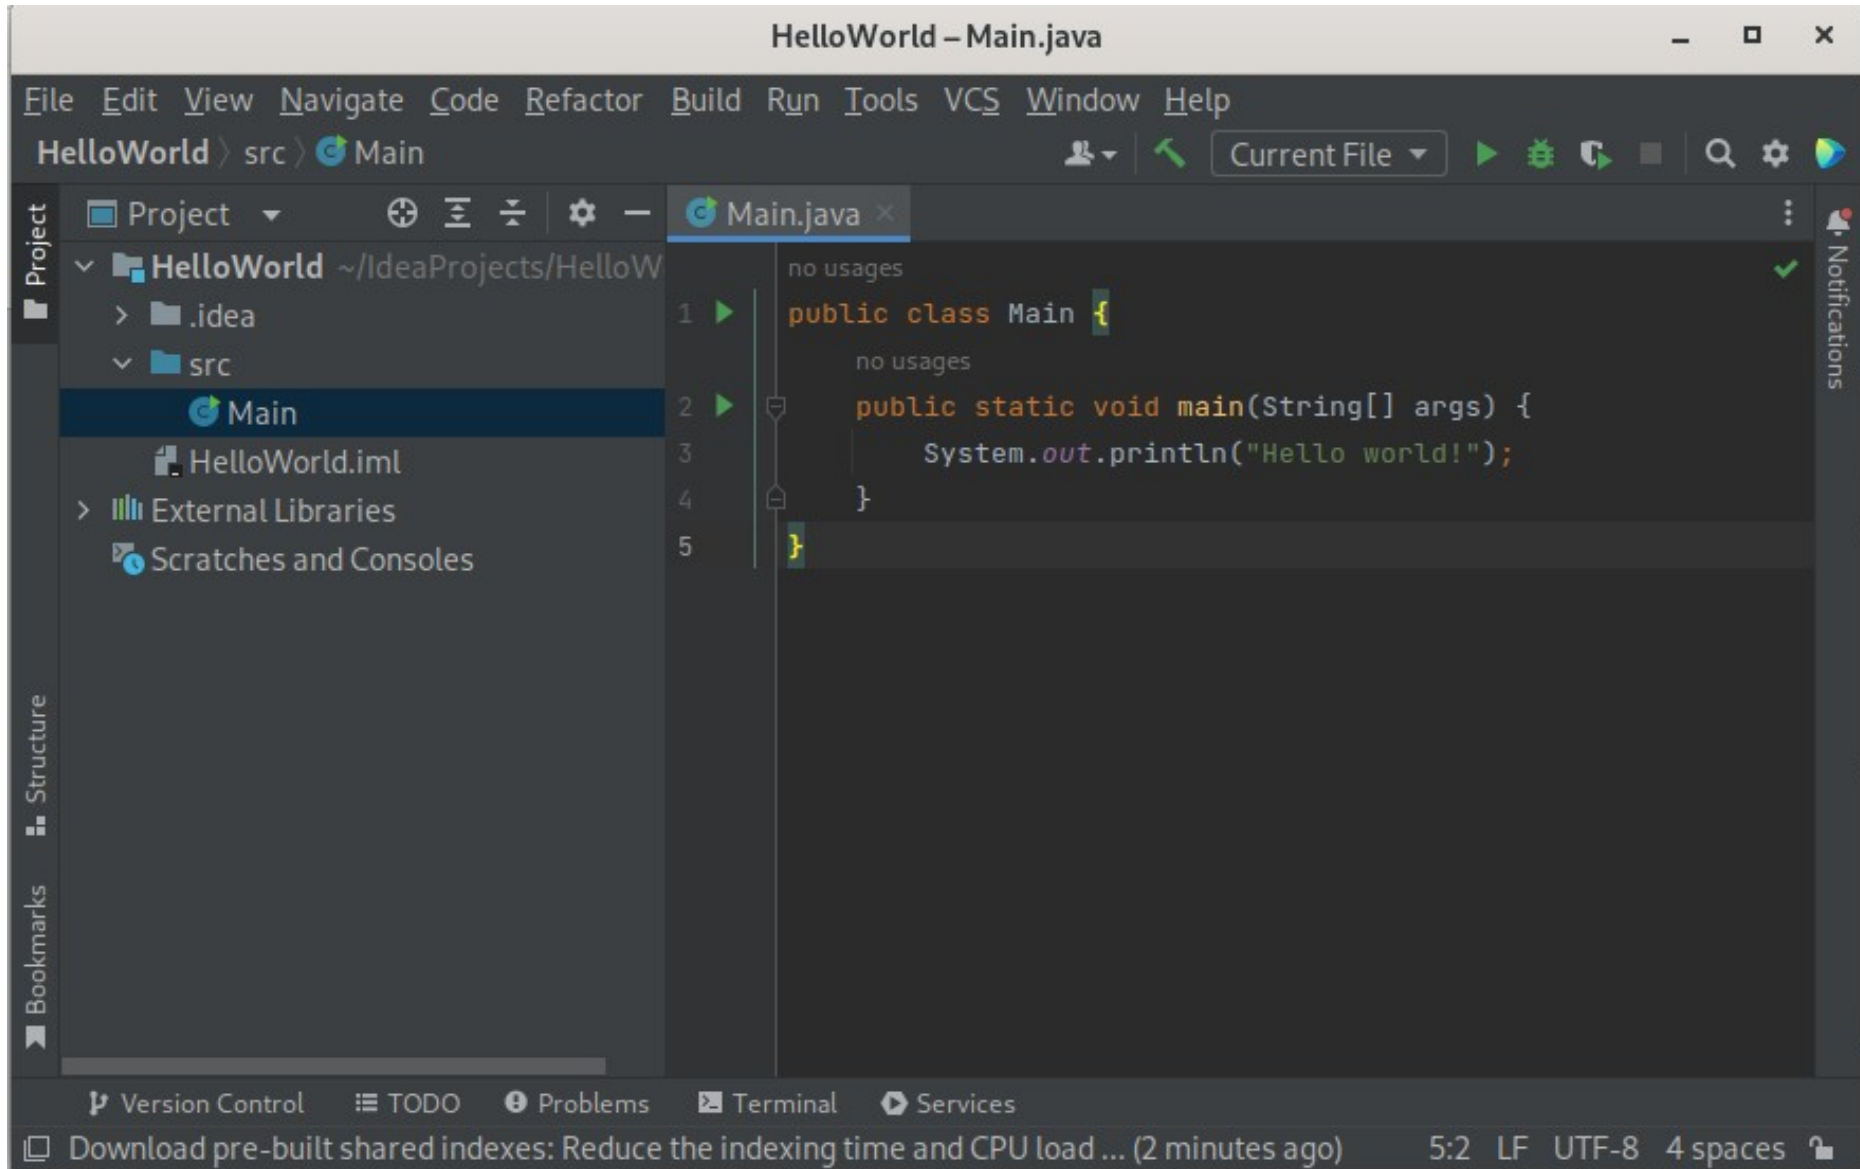 HelloWorld – Main.java
File Edit View Navigate Code Refactor Build Run Tools VCS Window Help
HelloWorld src Main
Current File
Project
Project
Main.java
HelloWorld ~/IdeaProjects/HelloW
.idea
src
Main
HelloWorld.iml
External Libraries
Scratches and Consoles
no usages
1 public class Main {
no usages
2 public static void main(String[] args) {
3 System.out.println("Hello world!");
4 }
5 }
Notifications
Structure
Bookmarks
Version Control TODO Problems Terminal Services
Download pre-built shared indexes: Reduce the indexing time and CPU load ... (2 minutes ago) 5:2 LF UTF-8 4 spaces